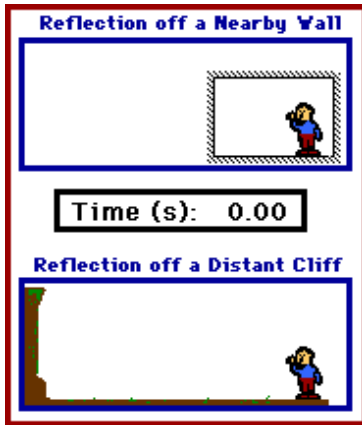 Reflection off a Nearby Wall
Time (s): 0.00
Reflection off a Distant Cliff